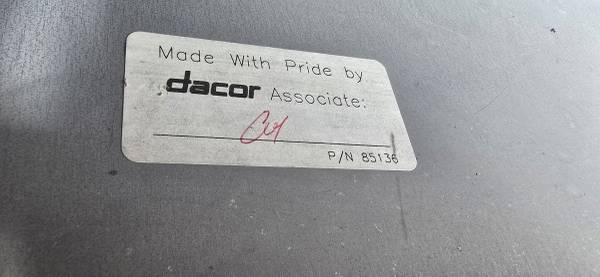 Made With Pride by
dacor Associate:
P/N 85136